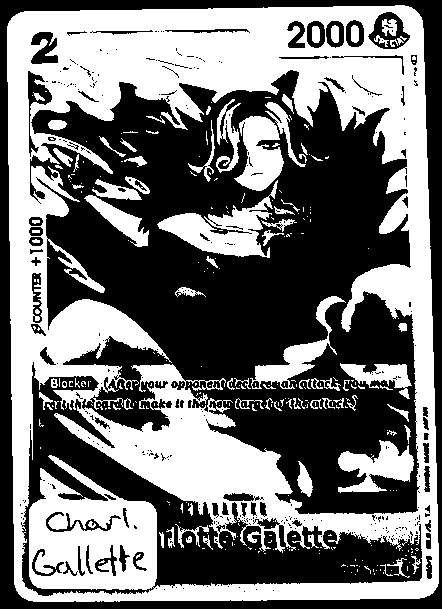 2
2000
SPECIAL
COUNTER +1000
Blocker (After your opponent declares an attack, you may
rest this card to make it the new target of the attack.)
CHARACTER
rlotte Galette
Charl.
Gallette